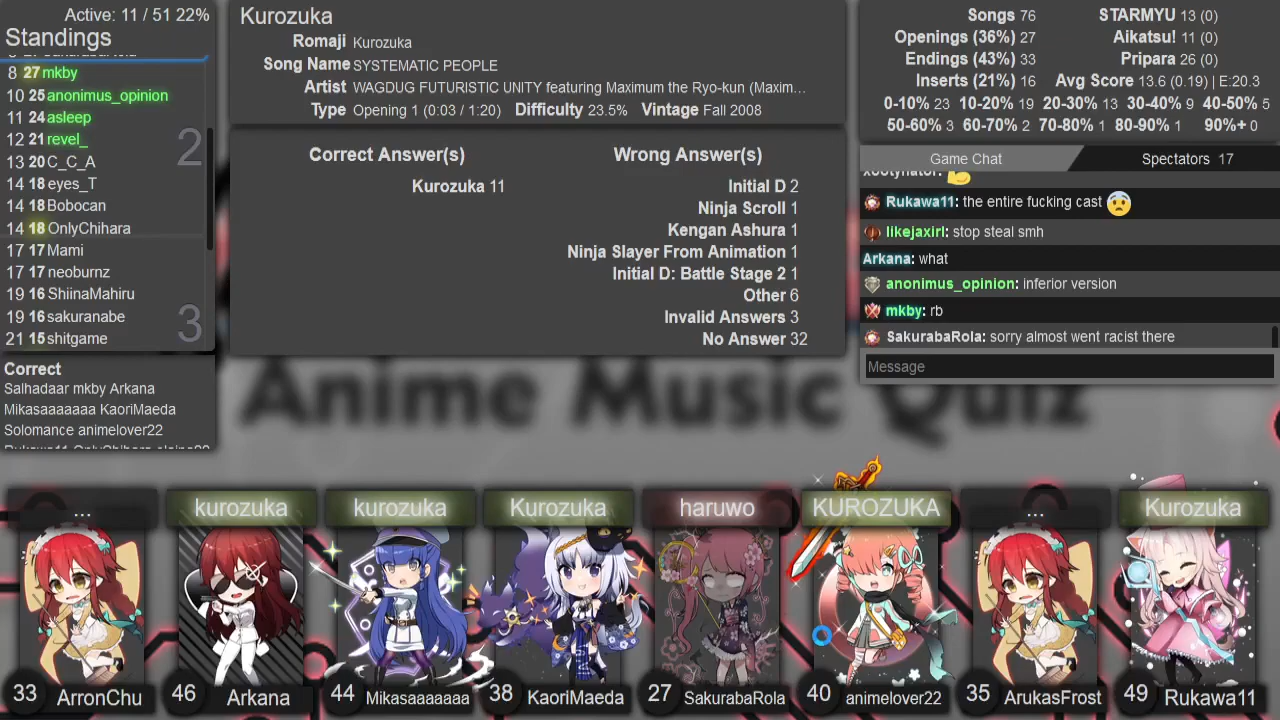 Active: 11 / 51 22%
Standings
8 27 mkby
10 25 anonimus_opinion
11 24 asleep
12 21 revel_
2
13 20 C_C_A
14 18 eyes_T
14 18 Bobocan
14 18 OnlyChihara
17 17 Mami
17 17 neoburnz
19 16 ShiinaMahiru
19 16 sakuranabe
3
21 15 shitgame
Correct
Salhadaar mkby Arkana
Mikasaaaaaaa KaoriMaeda
Solomance animelover22
Kurozuka
Romaji Kurozuka
Song Name SYSTEMATIC PEOPLE
Artist WAGDUG FUTURISTIC UNITY featuring Maximum the Ryo-kun (Maxim...
Type Opening 1 (0:03 / 1:20) Difficulty 23.5% Vintage Fall 2008
Correct Answer(s)
Kurozuka 11
Wrong Answer(s)
Initial D 2
Ninja Scroll 1
Kengan Ashura 1
Ninja Slayer From Animation 1
Initial D: Battle Stage 2 1
Other 6
Invalid Answers 3
No Answer 32
Songs 76 STARMYU 13 (0)
Openings (36%) 27 Aikatsu! 11 (0)
Endings (43%) 33 Pripara 26 (0)
Inserts (21%) 16 Avg Score 13.6 (0.19) | E:20.3
0-10% 23 10-20% 19 20-30% 13 30-40% 9 40-50% 5
50-60% 3 60-70% 2 70-80% 1 80-90% 1 90%+ 0
Game Chat Spectators 17
Rukawa11: the entire fucking cast 😨
likejaxirl: stop steal smh
Arkana: what
anonimus_opinion: inferior version
mkby: rb
SakurabaRola: sorry almost went racist there
Message
Anime Music Quiz
... kurozuka kurozuka Kurozuka haruwo KUROZUKA ... Kurozuka
33 ArronChu 46 Arkana 44 Mikasaaaaaaa 38 KaoriMaeda 27 SakurabaRola 40 animelover22 35 ArukasFrost 49 Rukawa11